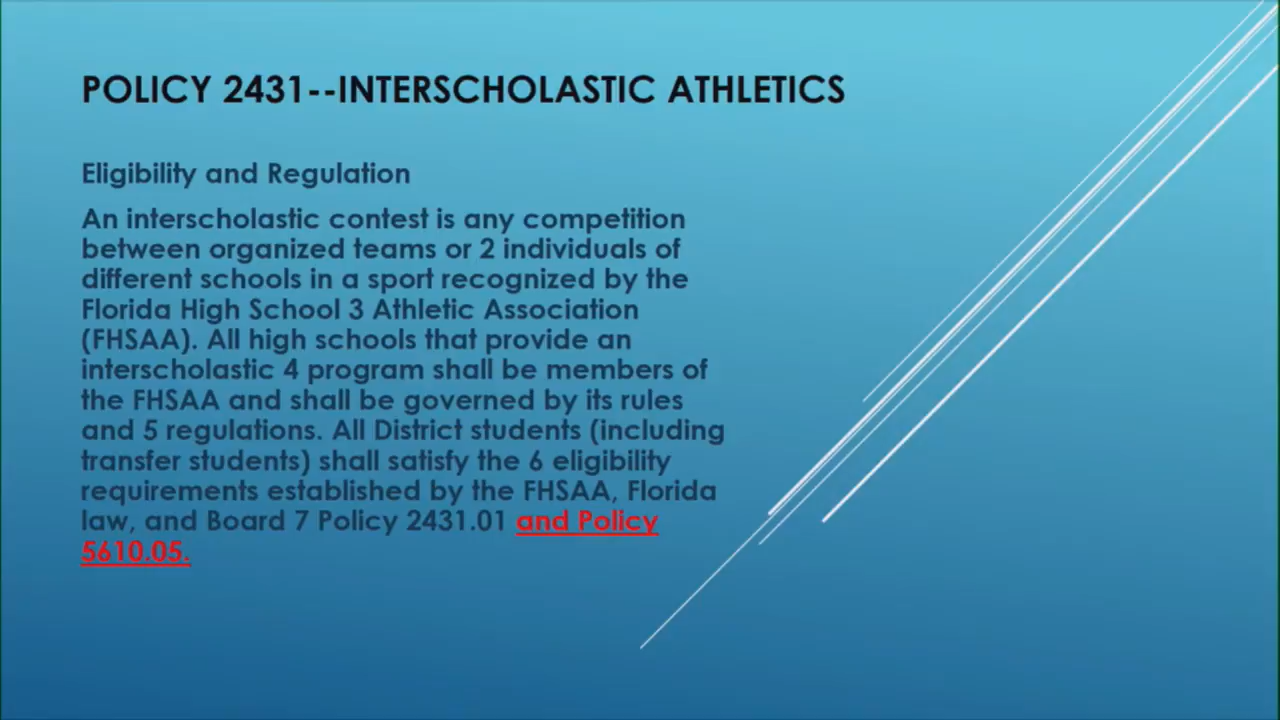 POLICY 2431--INTERSCHOLASTIC ATHLETICS
Eligibility and Regulation
An interscholastic contest is any competition
between organized teams or 2 individuals of
different schools in a sport recognized by the
Florida High School 3 Athletic Association
(FHSAA). All high schools that provide an
interscholastic 4 program shall be members of
the FHSAA and shall be governed by its rules
and 5 regulations. All District students (including
transfer students) shall satisfy the 6 eligibility
requirements established by the FHSAA, Florida
law, and Board 7 Policy 2431.01 and Policy
5610.05.